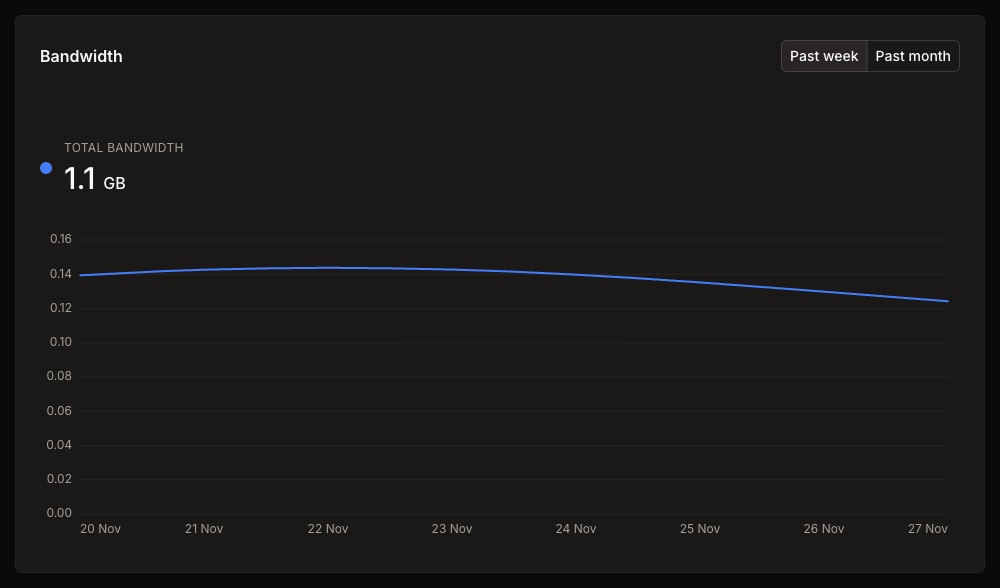 Bandwidth
Past week Past month
TOTAL BANDWIDTH
1.1 GB
0.16
0.14
0.12
0.10
0.08
0.06
0.04
0.02
0.00
20 Nov 21 Nov 22 Nov 23 Nov 24 Nov 25 Nov 26 Nov 27 Nov